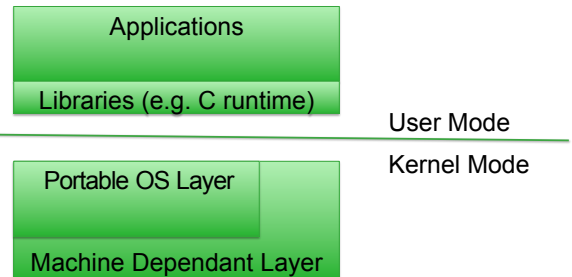 Applications
Libraries (e.g. C runtime)
User Mode
Kernel Mode
Portable OS Layer
Machine Dependant Layer